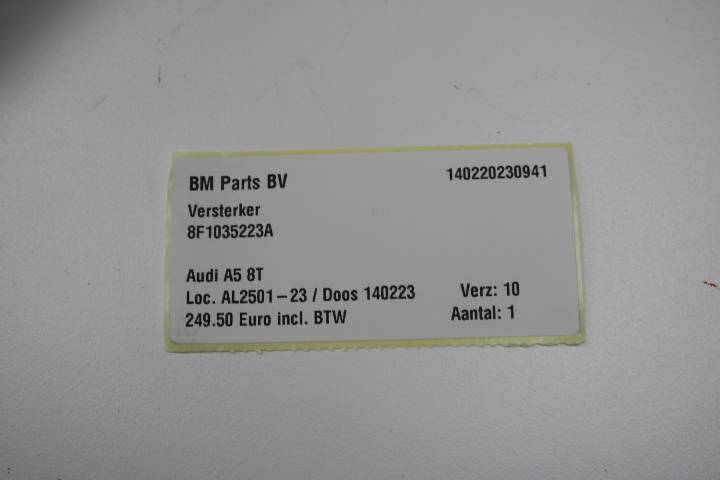 BM Parts BV 140220230941
Versterker
8F1035223A
Audi A5 8T
Loc. AL2501-23 / Doos 140223 Verz: 10
249.50 Euro incl. BTW Aantal: 1